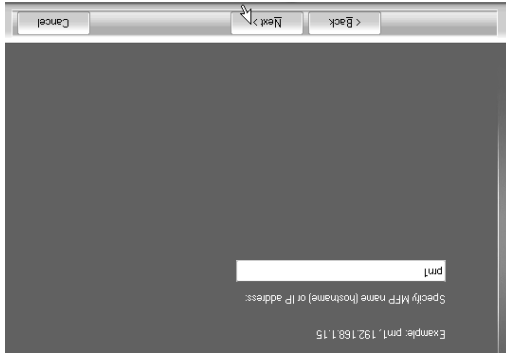 Example: prn1, 192.168.1.15
Specify MFP name (hostname) or IP address:
prn1
< Back
Next >
Cancel